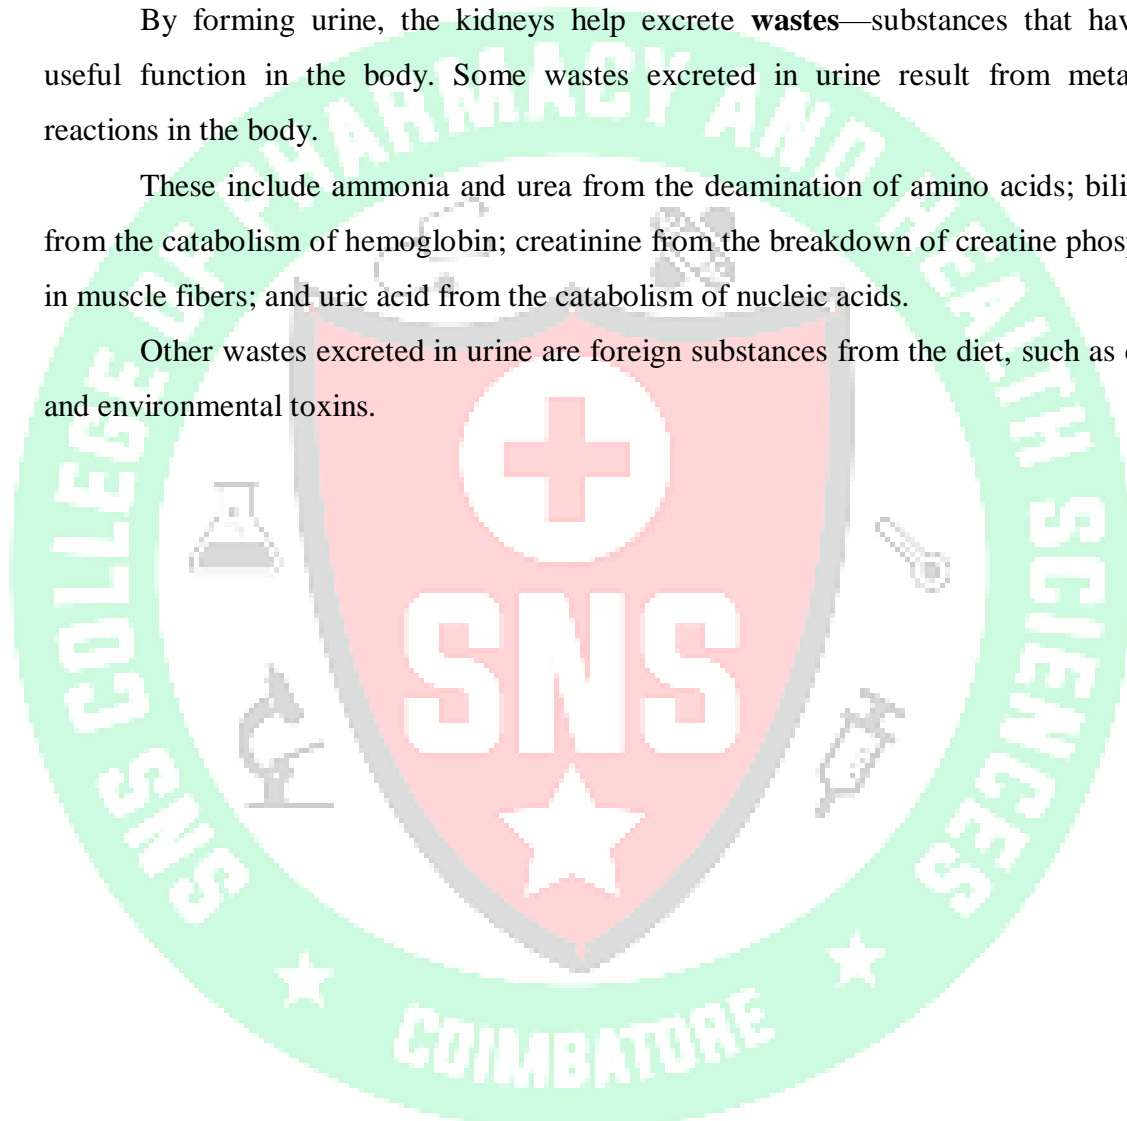 By forming urine, the kidneys help excrete wastes—substances that hav
useful function in the body. Some wastes excreted in urine result from meta
reactions in the body.
These include ammonia and urea from the deamination of amino acids; bili
from the catabolism of hemoglobin; creatinine from the breakdown of creatine phos
in muscle fibers; and uric acid from the catabolism of nucleic acids.
Other wastes excreted in urine are foreign substances from the diet, such as
and environmental toxins.
SNS COLLEGE OF PHARMACY AND HEALTH SCIENCES
SNS
COIMBATORE